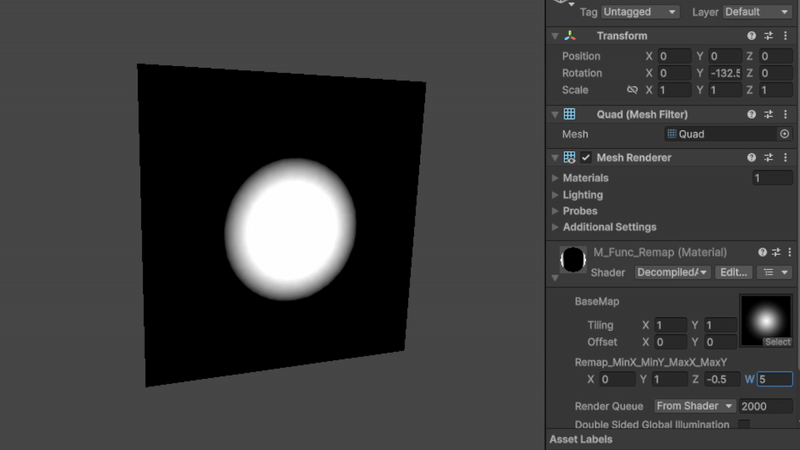 Tag Untagged Layer Default
Transform
Position X 0 Y 0 Z 0
Rotation X 0 Y -132.5 Z 0
Scale X 1 Y 1 Z 1
Quad (Mesh Filter)
Mesh Quad
Mesh Renderer
Materials 1
Lighting
Probes
Additional Settings
M_Func_Remap (Material)
Shader Decompiled/ Edit...
BaseMap
Tiling X 1 Y 1
Offset X 0 Y 0
Select
Remap_MinX_MinY_MaxX_MaxY
X 0 Y 1 Z -0.5 W 5
Render Queue From Shader 2000
Double Sided Global Illumination
Asset Labels